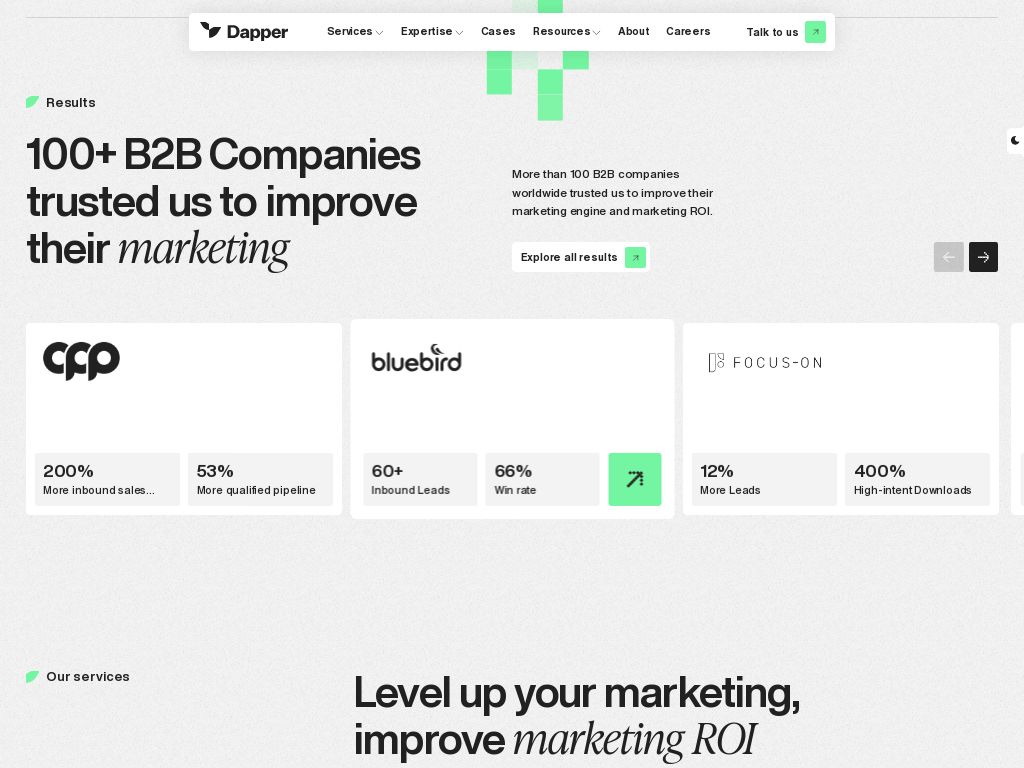 Dapper
Services
Expertise
Cases
Resources
About
Careers
Talk to us
Results
100+ B2B Companies
trusted us to improve
their marketing
More than 100 B2B companies
worldwide trusted us to improve their
marketing engine and marketing ROI.
Explore all results
bluebird
FOCUS-ON
200%
More inbound sales...
53%
More qualified pipeline
60+
Inbound Leads
66%
Win rate
12%
More Leads
400%
High-intent Downloads
Our services
Level up your marketing,
improve marketing ROI